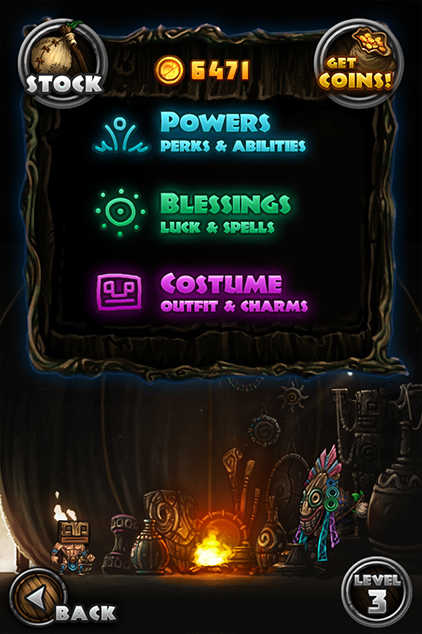 STOCK
6471
GET
COINS!
POWERS
PERKS & ABILITIES
BLESSINGS
LUCK & SPELLS
COSTUME
OUTFIT & CHARMS
BACK
LEVEL
3